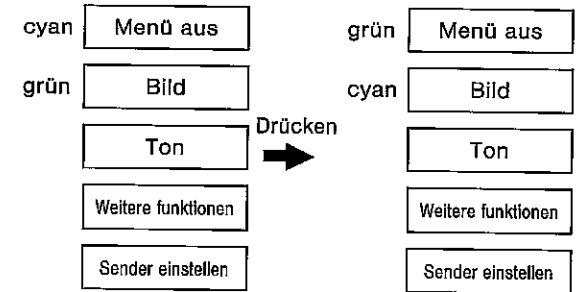 cyan Menü aus
grün Bild
Ton
Weitere funktionen
Sender einstellen
Drücken
grün Menü aus
cyan Bild
Ton
Weitere funktionen
Sender einstellen